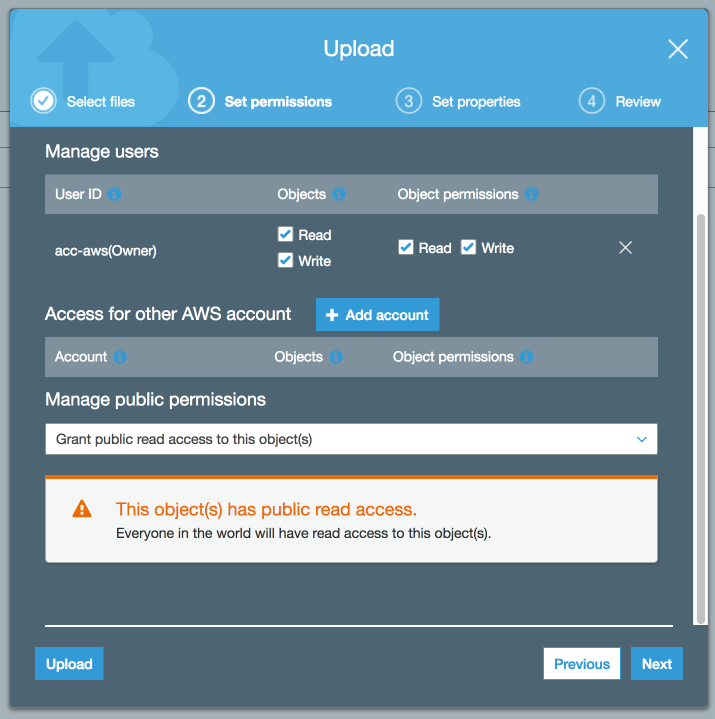 Upload
Select files
2 Set permissions
3 Set properties
4 Review
Manage users
User ID Objects Object permissions
acc-aws(Owner) Read Write Read Write
Access for other AWS account Add account
Account Objects Object permissions
Manage public permissions
Grant public read access to this object(s)
This object(s) has public read access.
Everyone in the world will have read access to this object(s).
Upload Previous Next